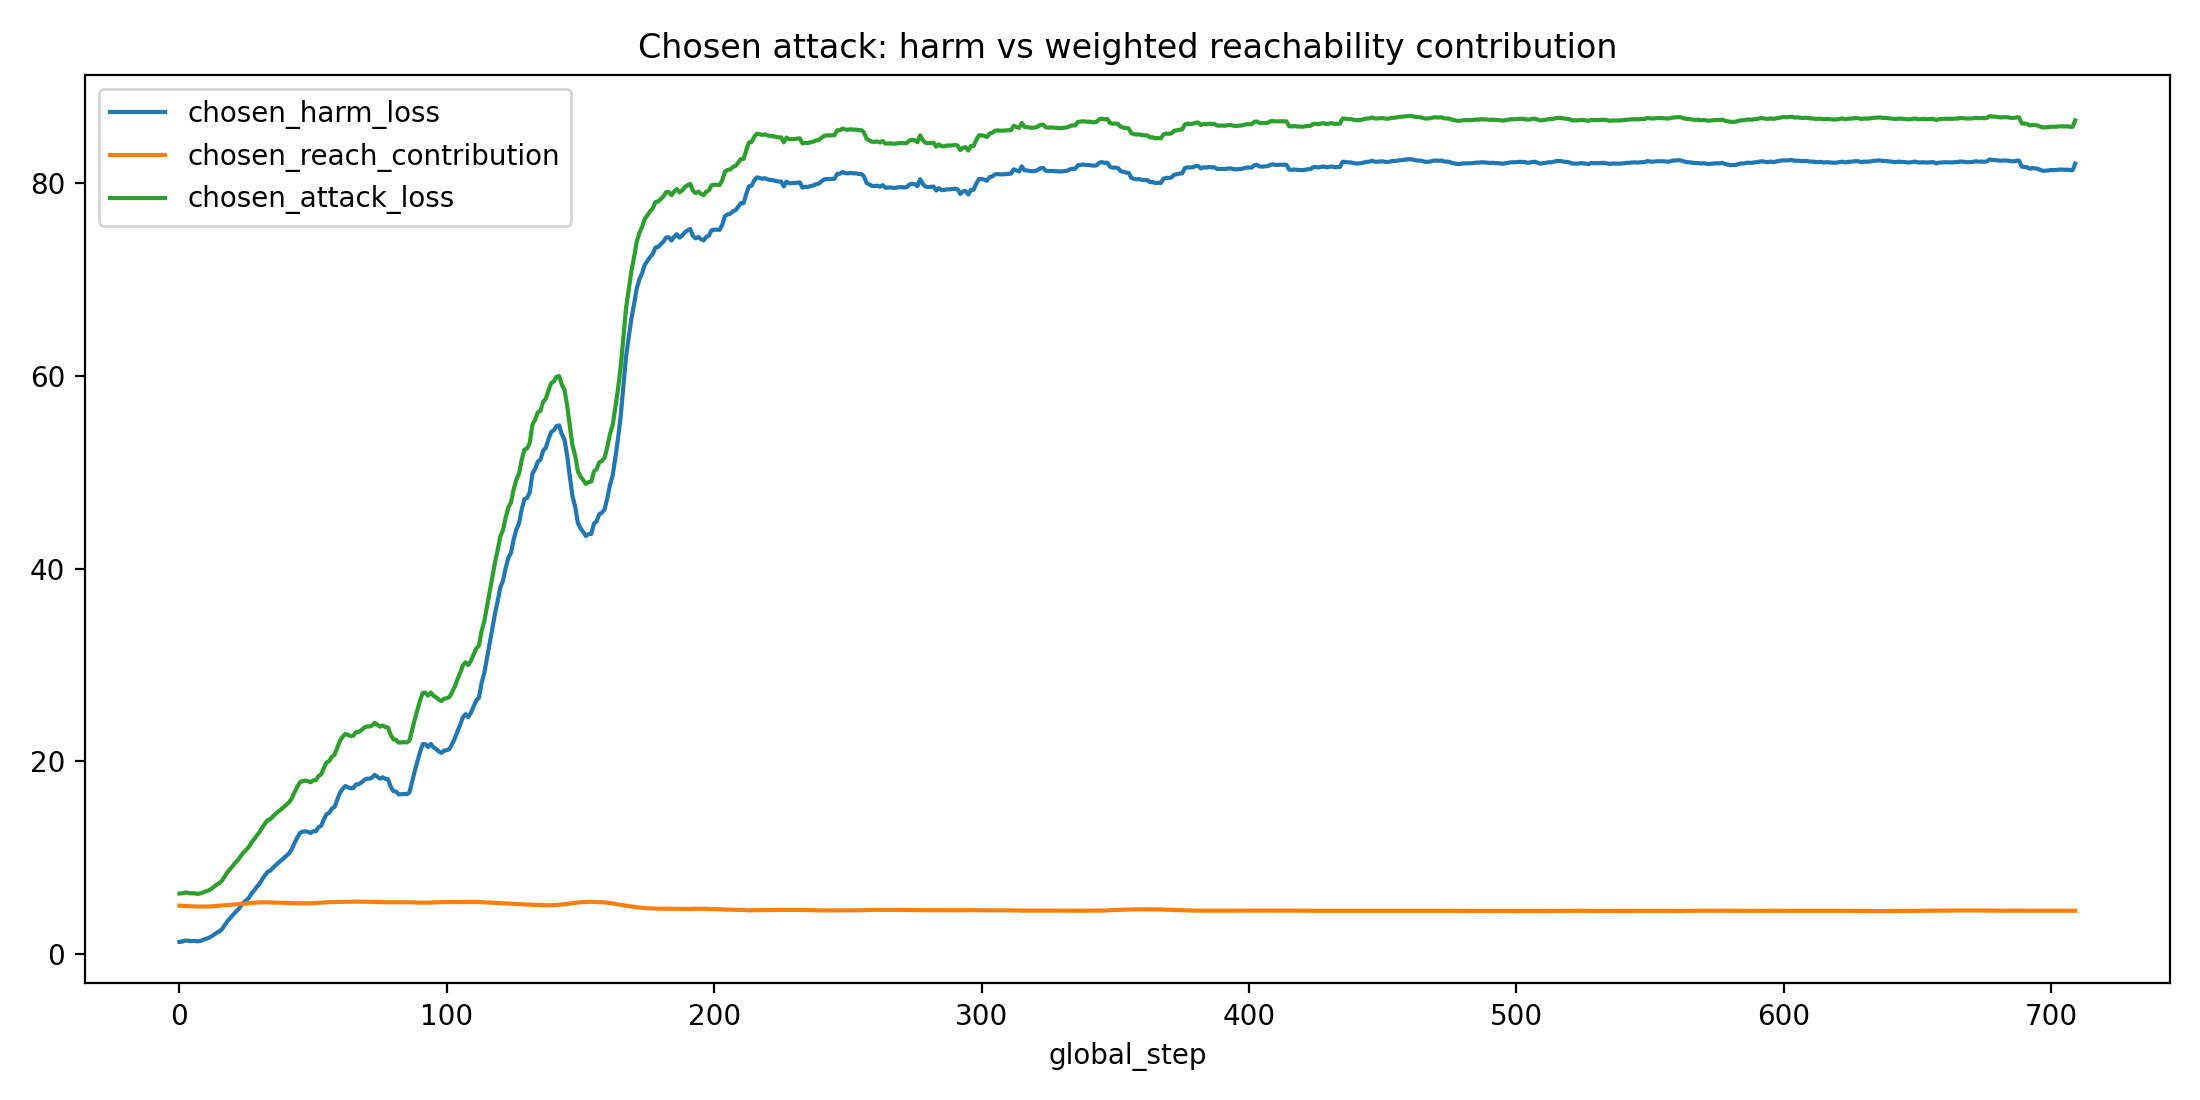 Chosen attack: harm vs weighted reachability contribution
chosen_harm_loss
chosen_reach_contribution
chosen_attack_loss
80
60
40
20
0
0 100 200 300 400 500 600 700
global_step